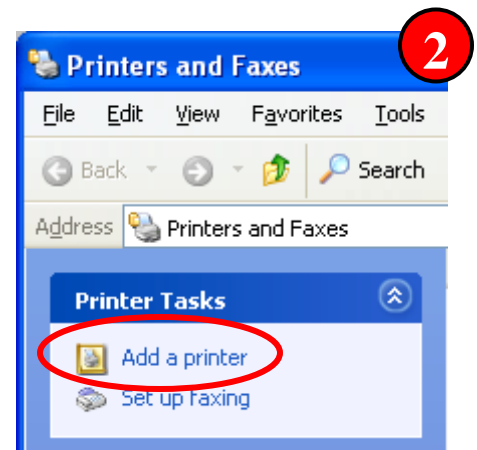 2
Printers and Faxes
File Edit View Favorites Tools
Back Search
Address Printers and Faxes
Printer Tasks
Add a printer
Set up faxing